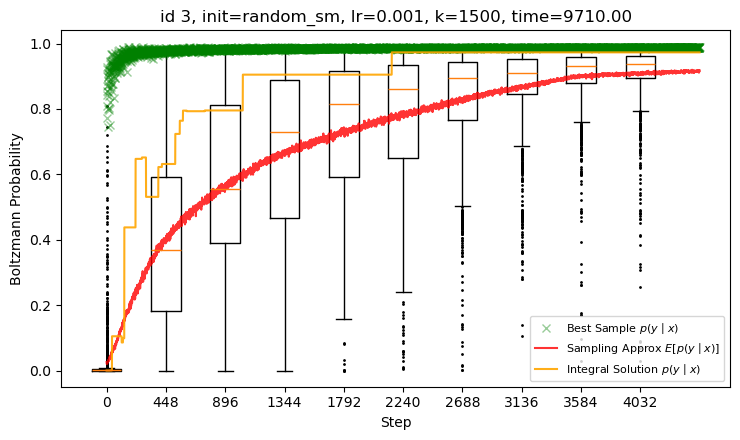 id 3, init=random_sm, lr=0.001, k=1500, time=9710.00
Boltzmann Probability
1.0
0.8
0.6
0.4
0.2
0.0
Best Sample p(y | x)
Sampling Approx E[p(y | x)]
Integral Solution p(y | x)
0 448 896 1344 1792 2240 2688 3136 3584 4032
Step